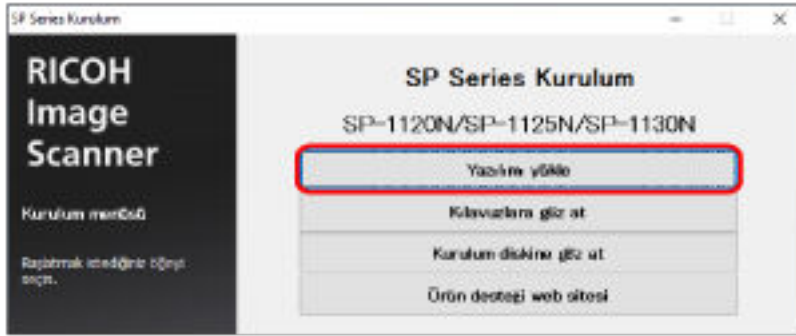 SP Series Kurulum
RICOH
Image
Scanner
Kurulum menüsü
Başlatmak istediğiniz öğeyi
seçin.
SP Series Kurulum
SP-1120N/SP-1125N/SP-1130N
Yazılımı yükle
Kılavuzlara göz at
Kurulum diskine göz at
Ürün desteği web sitesi